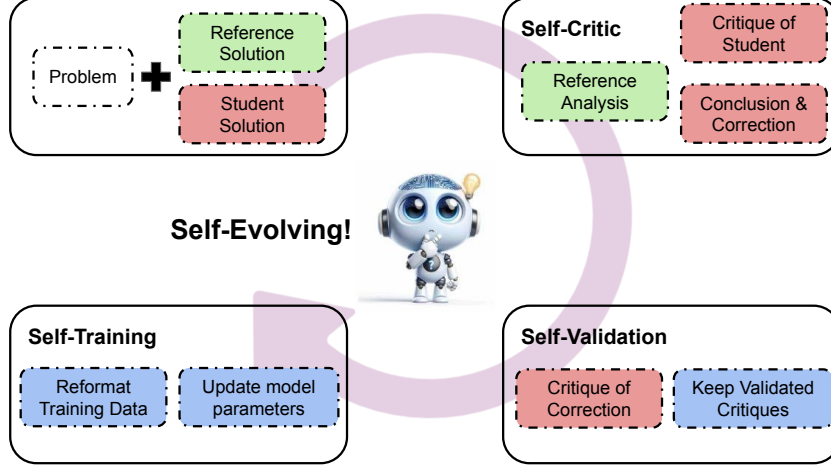 Problem
Reference
Solution
Student
Solution
Self-Critic
Reference
Analysis
Critique of
Student
Conclusion &
Correction
Self-Evolving!
Self-Training
Reformat
Training Data
Update model
parameters
Self-Validation
Critique of
Correction
Keep Validated
Critiques